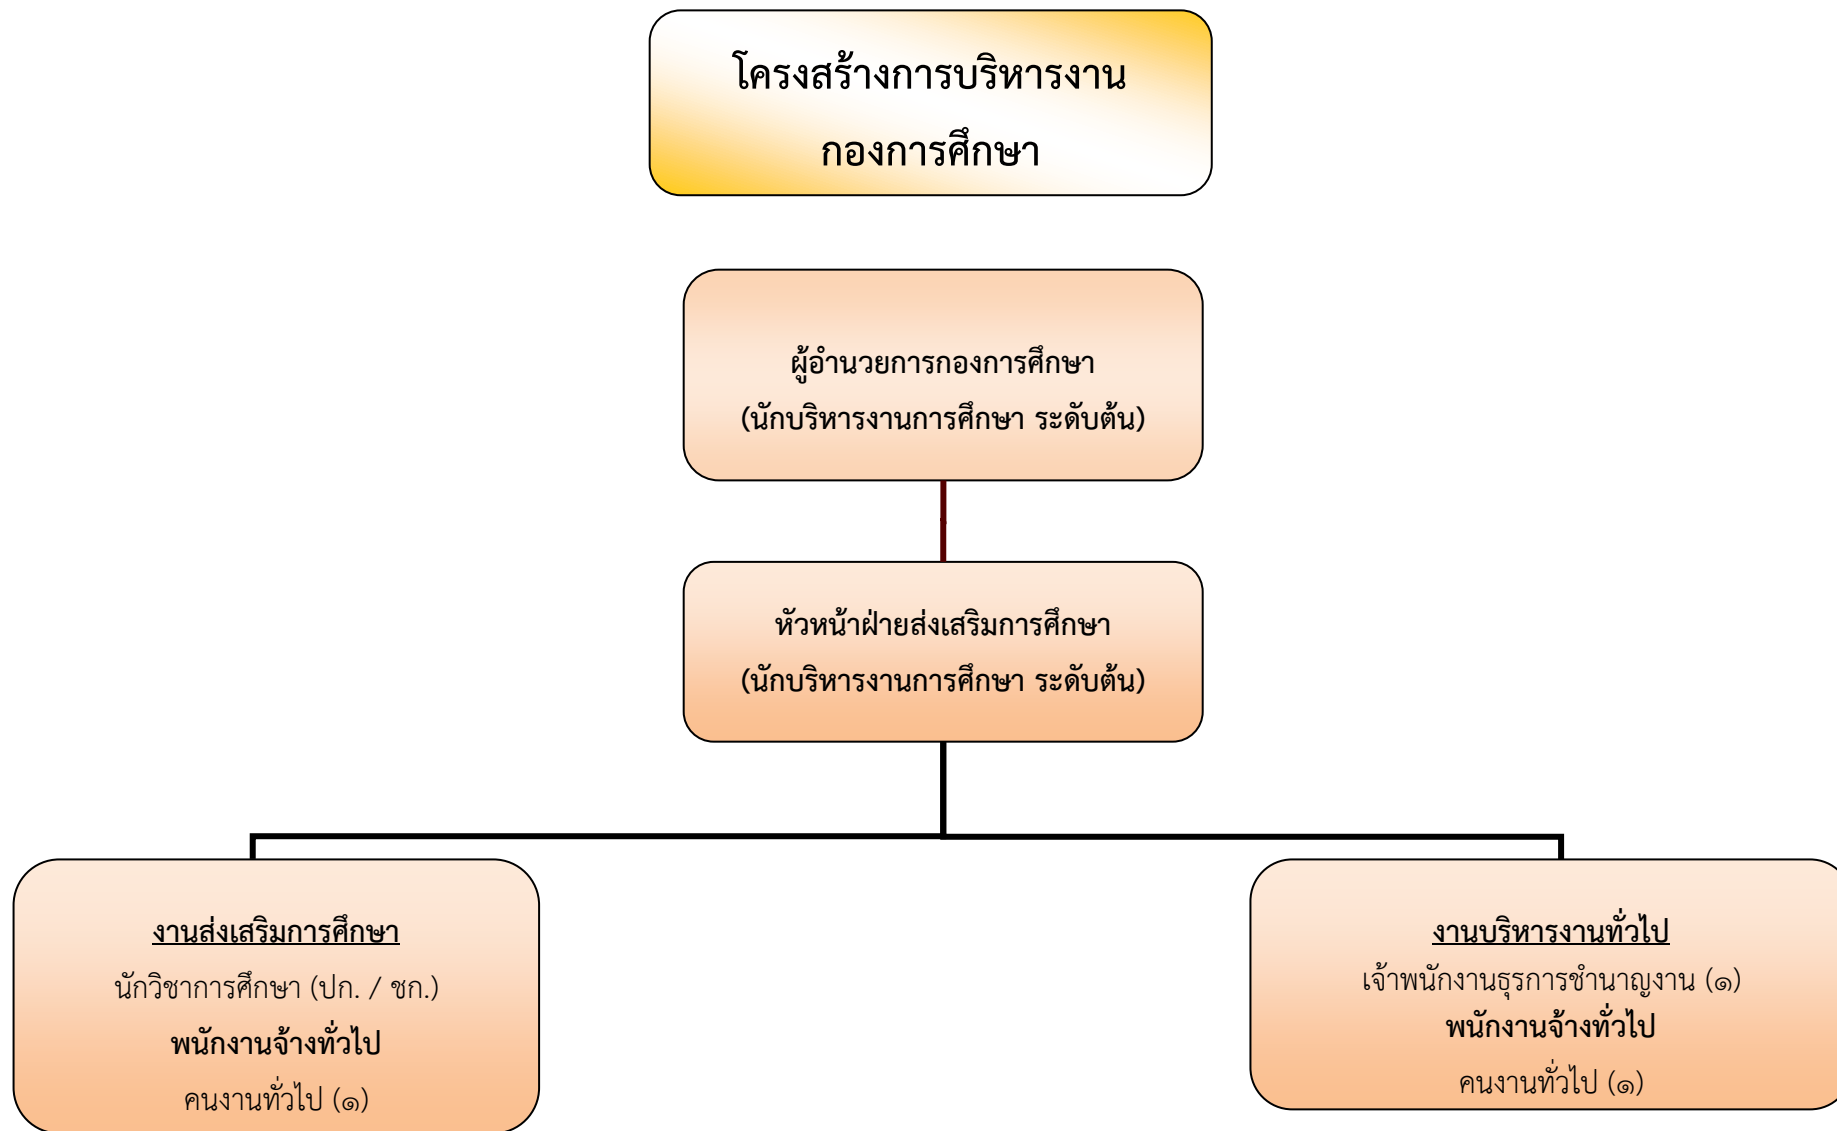 โครงสร้างการบริหารงาน
กองการศึกษา
ผู้อำนวยการกองการศึกษา
(นักบริหารงานการศึกษา ระดับต้น)
หัวหน้าฝ่ายส่งเสริมการศึกษา
(นักบริหารงานการศึกษา ระดับต้น)
งานส่งเสริมการศึกษา
นักวิชาการศึกษา (ปก. / ชก.)
พนักงานจ้างทั่วไป
คนงานทั่วไป (๑)
งานบริหารงานทั่วไป
เจ้าพนักงานธุรการชำนาญงาน (๑)
พนักงานจ้างทั่วไป
คนงานทั่วไป (๑)